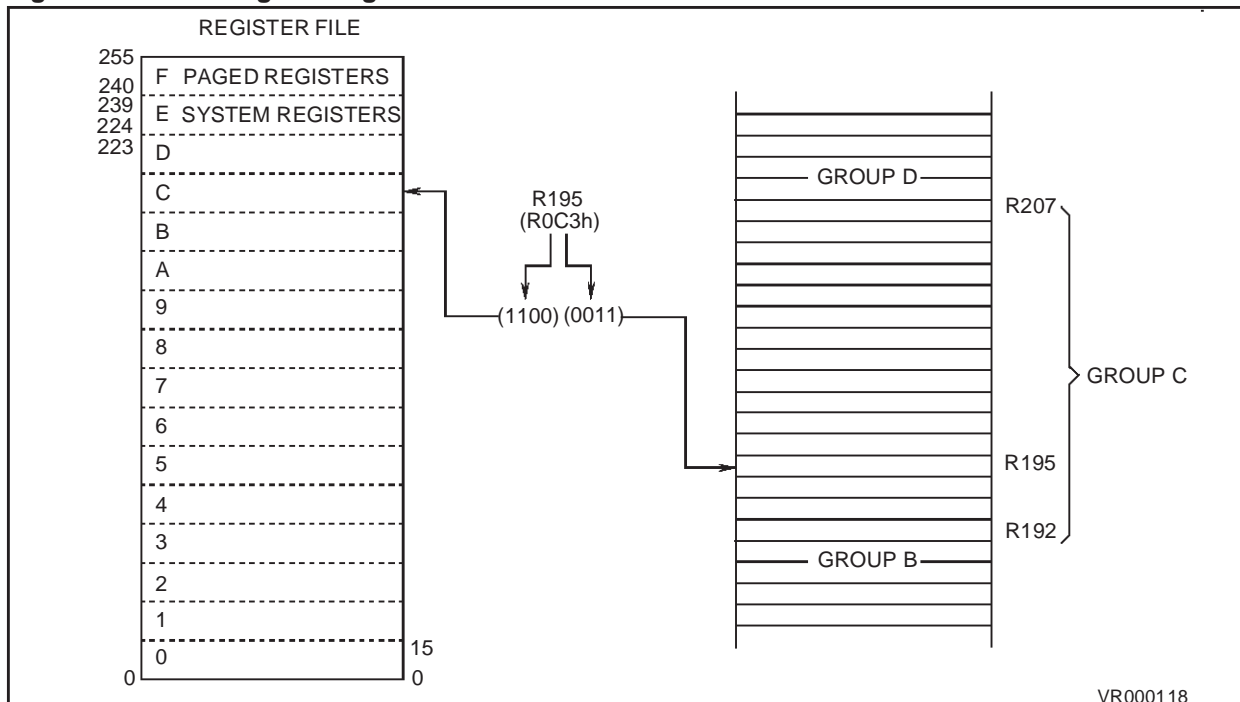 REGISTER FILE
255
240
239
224
223
F PAGED REGISTERS
E SYSTEM REGISTERS
D
C
B
A
9
8
7
6
5
4
3
2
1
0
15
0
0
R195
(R0C3h)
(1100) (0011)
GROUP D
R207
GROUP C
R195
R192
GROUP B
VR000118